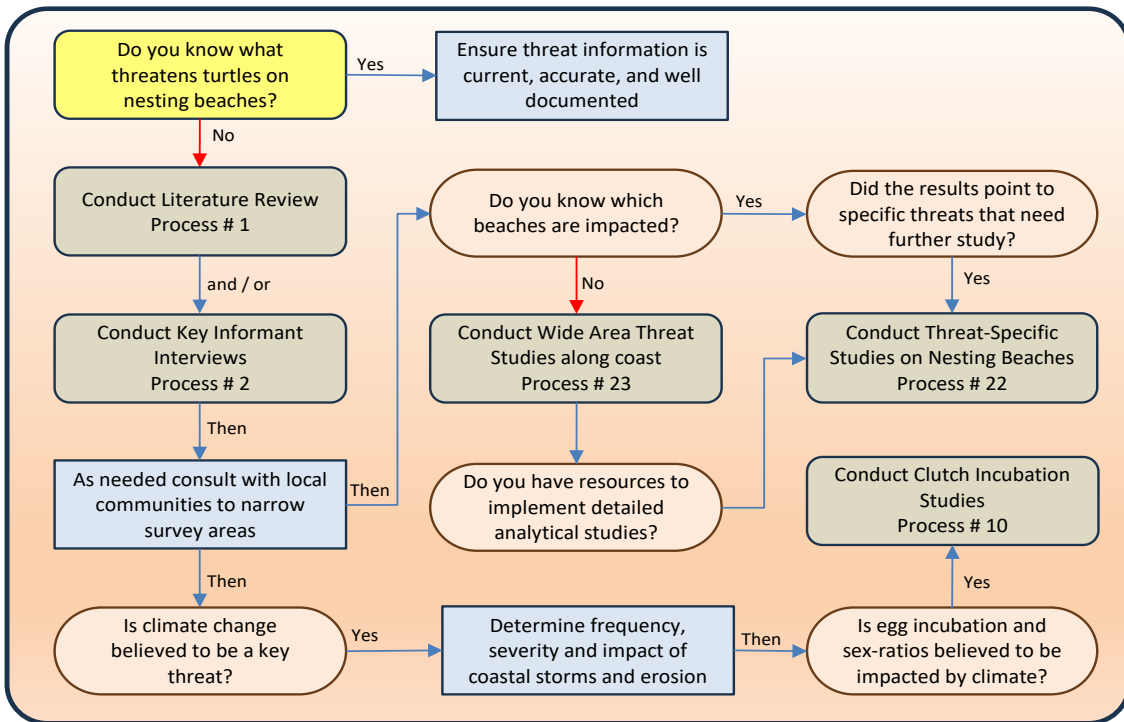 Do you know what
threatens turtles on
nesting beaches?
Yes
Ensure threat information is
current, accurate, and well
documented
No
Conduct Literature Review
Process # 1
and / or
Conduct Key Informant
Interviews
Process # 2
Then
As needed consult with local
communities to narrow
survey areas
Then
Do you know which
beaches are impacted?
Yes
Did the results point to
specific threats that need
further study?
No
Yes
Conduct Wide Area Threat
Studies along coast
Process # 23
Conduct Threat-Specific
Studies on Nesting Beaches
Process # 22
Do you have resources to
implement detailed
analytical studies?
Conduct Clutch Incubation
Studies
Process # 10
Then
Is climate change
believed to be a key
threat?
Yes
Determine frequency,
severity and impact of
coastal storms and erosion
Then
Is egg incubation and
sex-ratios believed to be
impacted by climate?
Yes